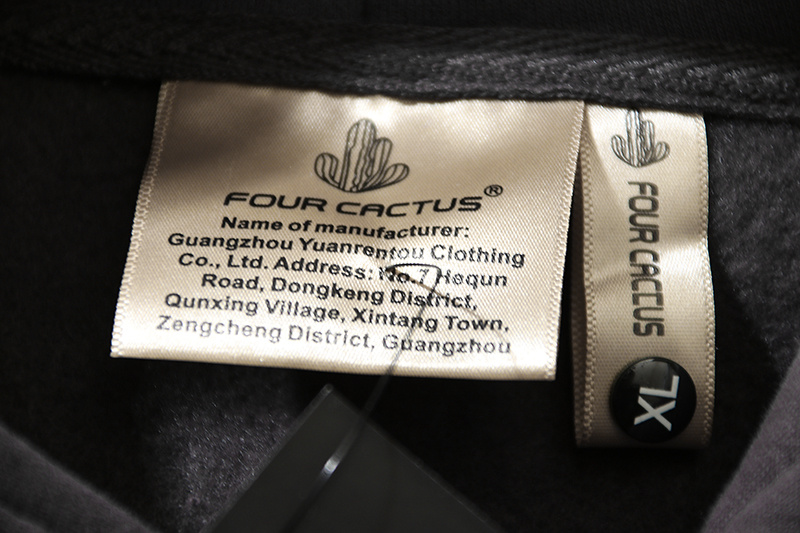 FOUR CACTUS®
Name of manufacturer:
Guangzhou Yuanrentou Clothing
Co., Ltd. Address: No.7 Hequn
Road, Dongkeng District,
Qunxing Village, Xintang Town,
Zengcheng District, Guangzhou
FOUR CACTUS
XL